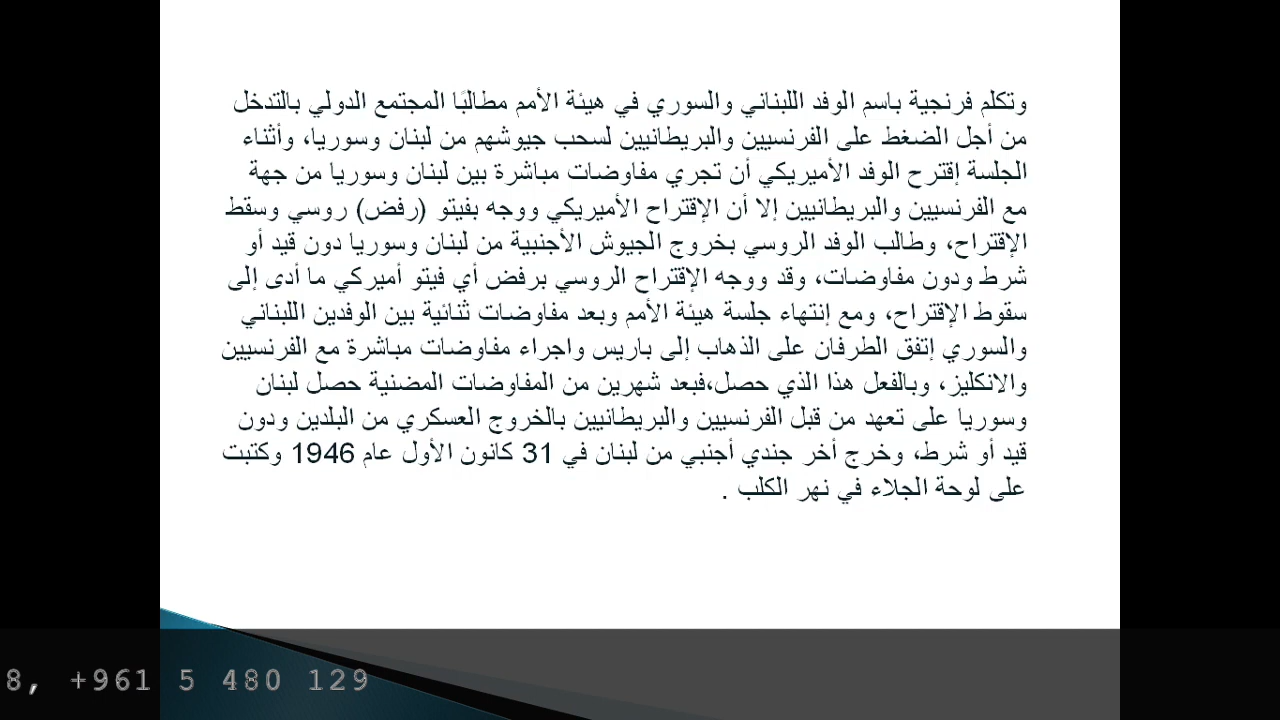 وتكلم فرنجية باسم الوفد اللبناني والسوري في هيئة الأمم مطالبًا المجتمع الدولي بالتدخل
من أجل الضغط على الفرنسيين والبريطانيين لسحب جيوشهم من لبنان وسوريا، وأثناء
الجلسة إقترح الوفد الأميريكي أن تجري مفاوضات مباشرة بين لبنان وسوريا من جهة
مع الفرنسيين والبريطانيين إلا أن الإقتراح الأميريكي ووجه بفيتو (رفض) روسي وسقط
الإقتراح، وطالب الوفد الروسي بخروج الجيوش الأجنبية من لبنان وسوريا دون قيد أو
شرط ودون مفاوضات، وقد ووجه الإقتراح الروسي برفض أي فيتو أميركي ما أدى إلى
سقوط الإقتراح، ومع إنتهاء جلسة هيئة الأمم وبعد مفاوضات ثنائية بين الوفدين اللبناني
والسوري إتفق الطرفان على الذهاب إلى باريس واجراء مفاوضات مباشرة مع الفرنسيين
والانكليز، وبالفعل هذا الذي حصل،فبعد شهرين من المفاوضات المضنية حصل لبنان
وسوريا على تعهد من قبل الفرنسيين والبريطانيين بالخروج العسكري من البلدين ودون
قيد أو شرط، وخرج أخر جندي أجنبي من لبنان في 31 كانون الأول عام 1946 وكتبت
على لوحة الجلاء في نهر الكلب .
8, +961 5 480 129